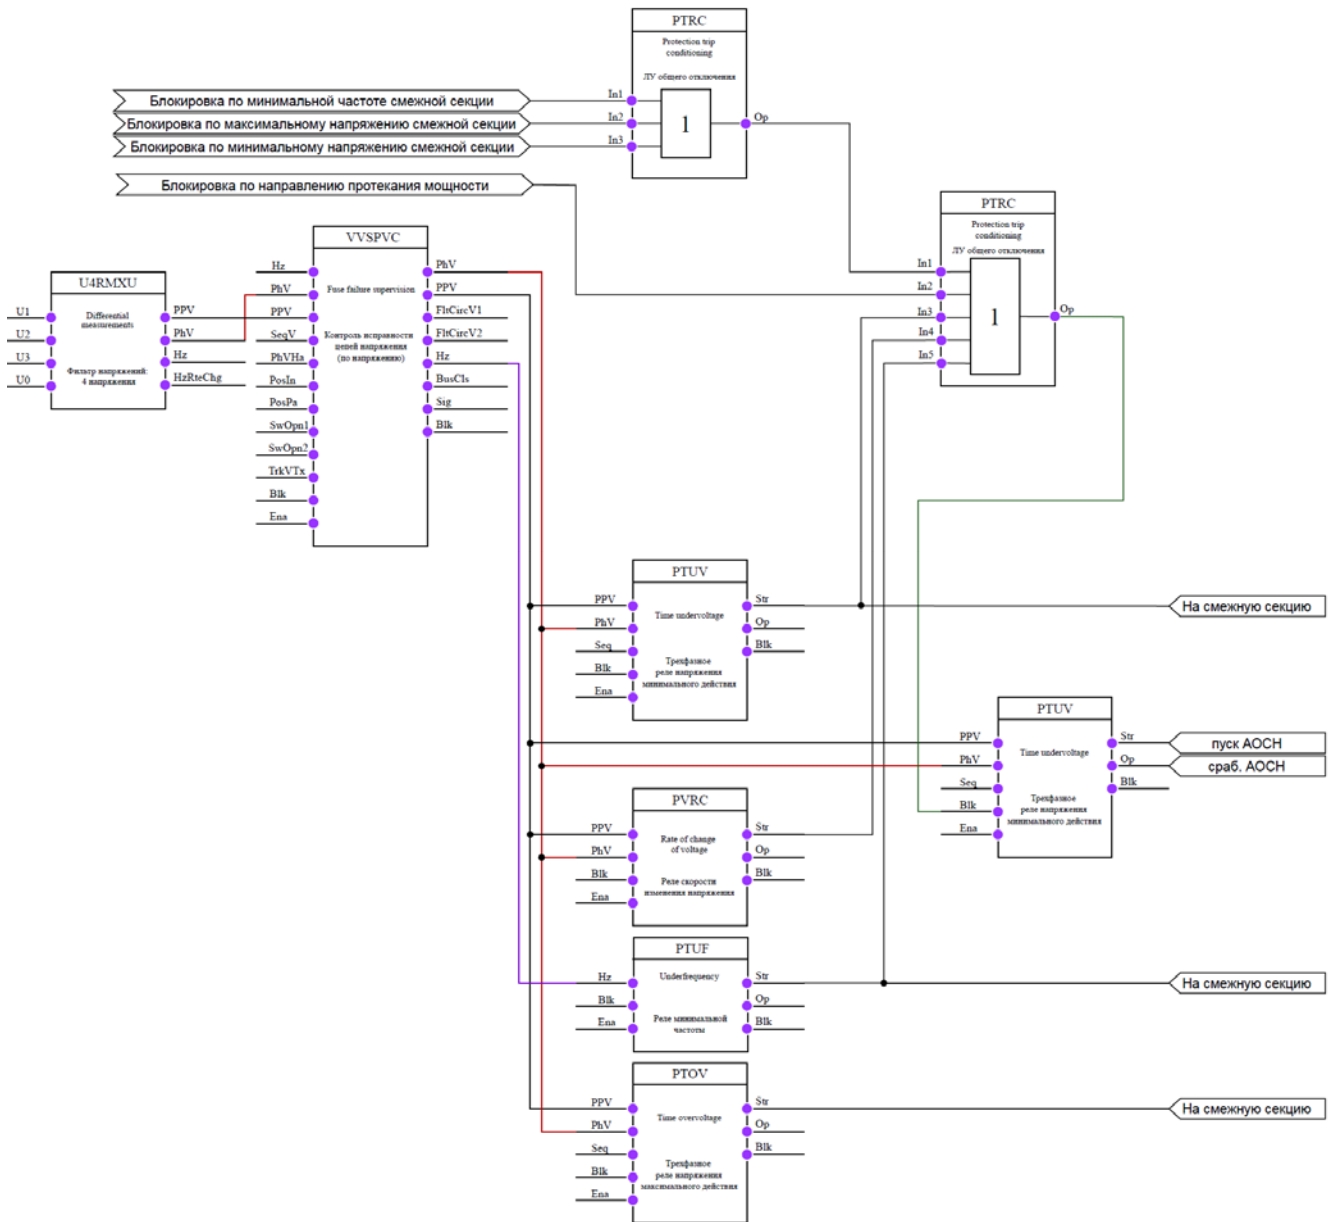 PTRC
Protection trip
conditioning
ЛУ общего отключения
In1
In2
In3
1
Op
Блокировка по минимальной частоте смежной секции
Блокировка по максимальному напряжению смежной секции
Блокировка по минимальному напряжению смежной секции
Блокировка по направлению протекания мощности
PTRC
Protection trip
conditioning
ЛУ общего отключения
In1
In2
In3
In4
In5
1
Op
U4RMXU
Differential
measurements
Фильтр напряжений:
4 напряжения
U1
U2
U3
U0
PPV
PhV
Hz
HzRteChg
VVSPVC
Fuse failure supervision
Контроль исправности
цепей напряжения
(по напряжению)
Hz
PhV
PPV
SeqV
PhVHa
PosIn
PosPa
SwOpn1
SwOpn2
TrkVTx
Blk
Ena
PhV
PPV
FltCircV1
FltCircV2
Hz
BusCls
Sig
Blk
PTUV
Time undervoltage
Трехфазное
реле напряжения
минимального действия
PPV
PhV
Seq
Blk
Ena
Str
Op
Blk
На смежную секцию
PTUV
Time undervoltage
Трехфазное
реле напряжения
минимального действия
PPV
PhV
Seq
Blk
Ena
Str
Op
Blk
пуск АОСН
сраб. АОСН
PVRC
Rate of change
of voltage
Реле скорости
изменения напряжения
PPV
PhV
Blk
Ena
Str
Op
Blk
PTUF
Underfrequency
Реле минимальной
частоты
Hz
Blk
Ena
Str
Op
Blk
На смежную секцию
PTOV
Time overvoltage
Трехфазное
реле напряжения
максимального действия
PPV
PhV
Seq
Blk
Ena
Str
Op
Blk
На смежную секцию